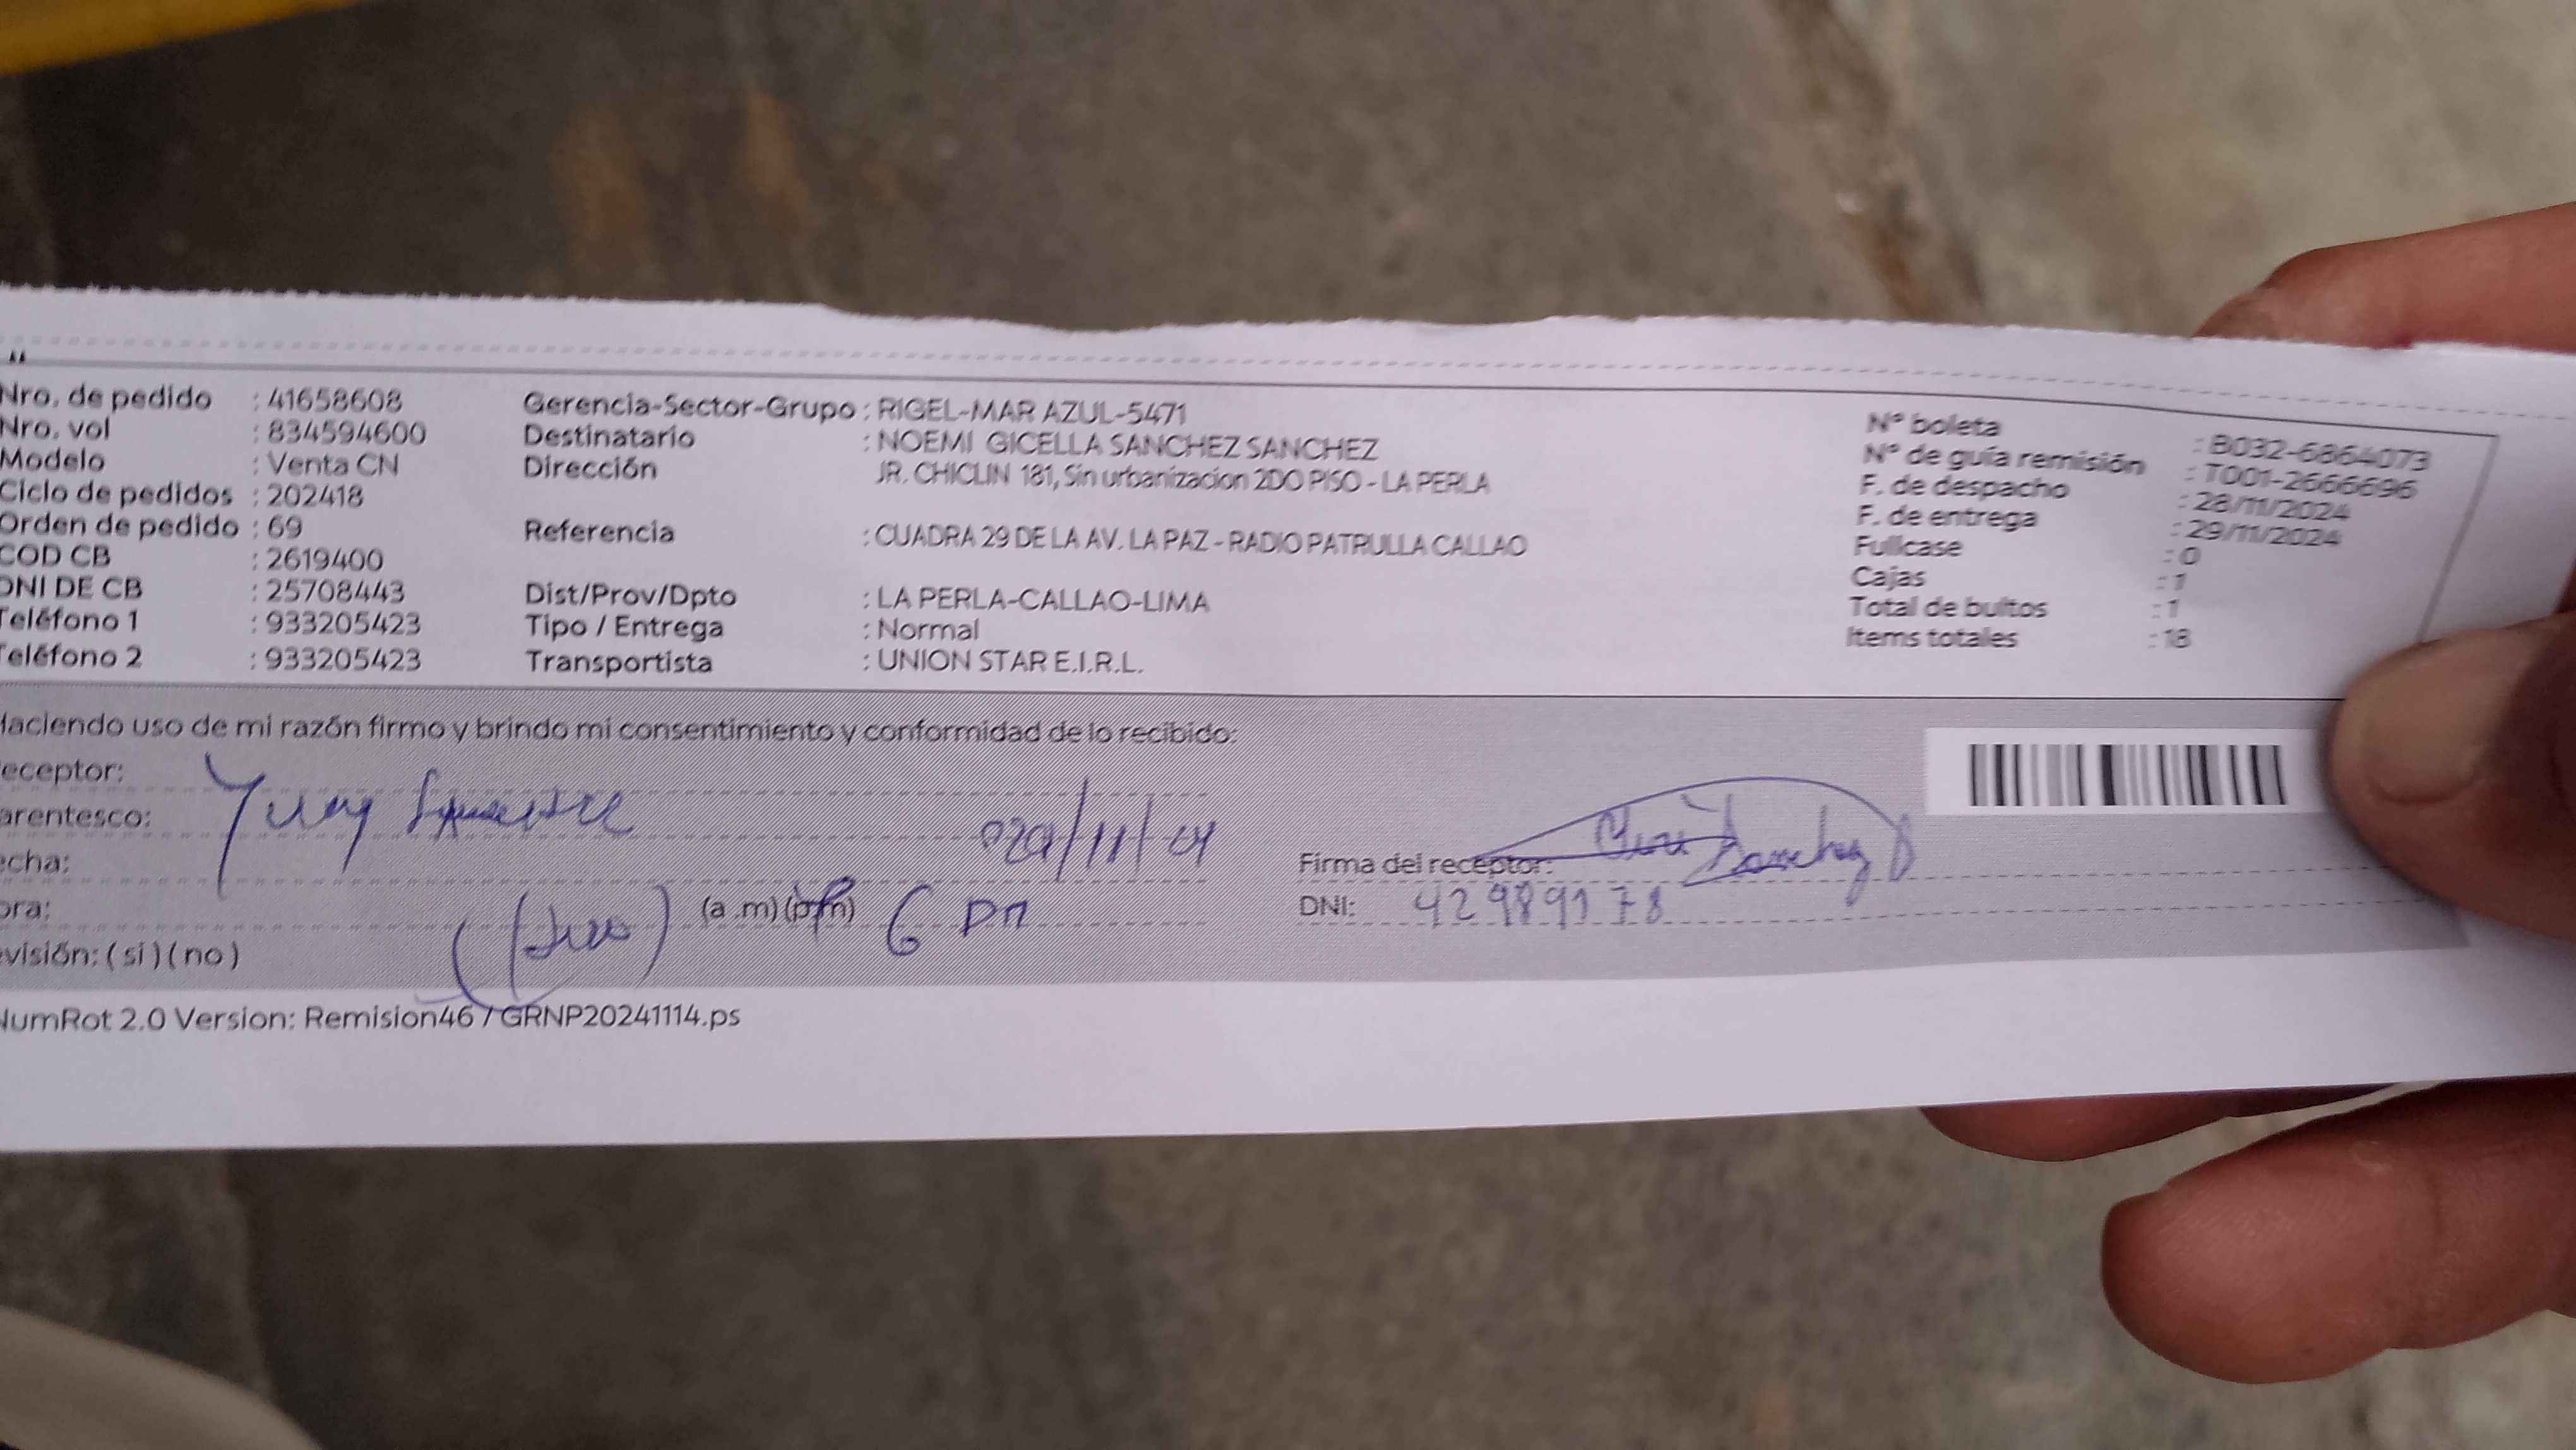 Nro. de pedido : 41658608 Gerencia-Sector-Grupo : RIGEL-MAR AZUL-5471 N° boleta : B032-6864073
Nro. vol : 834594600 Destinatario : NOEMI GICELLA SANCHEZ SANCHEZ N° de guía remisión : T001-2666696
Modelo : Venta CN Dirección JR. CHICLIN 181, Sin urbanizacion 2DO PISO - LA PERLA F. de despacho : 28/11/2024
Ciclo de pedidos : 202418 F. de entrega : 29/11/2024
Orden de pedido : 69 Referencia : CUADRA 29 DE LA AV. LA PAZ - RADIO PATRULLA CALLAO Fullcase : 0
COD CB : 2619400 Cajas : 1
DNI DE CB : 25708443 Dist/Prov/Dpto : LA PERLA-CALLAO-LIMA Total de bultos : 1
Teléfono 1 : 933205423 Tipo / Entrega : Normal Items totales : 18
Teléfono 2 : 933205423 Transportista : UNION STAR E.I.R.L.
Haciendo uso de mi razón firmo y brindo mi consentimiento y conformidad de lo recibido:
eceptor:
arentesco:
echa: Firma del receptor: Sanchez
ora: (a .m) (p.m) 6 PM DNI: 42989178
evisión: ( si ) ( no )
NumRot 2.0 Version: Remision46 / GRNP20241114.ps